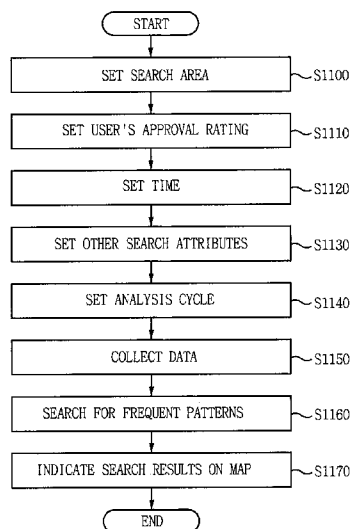 START
SET SEARCH AREA ~S1100
SET USER'S APPROVAL RATING ~S1110
SET TIME ~S1120
SET OTHER SEARCH ATTRIBUTES ~S1130
SET ANALYSIS CYCLE ~S1140
COLLECT DATA ~S1150
SEARCH FOR FREQUENT PATTERNS ~S1160
INDICATE SEARCH RESULTS ON MAP ~S1170
END